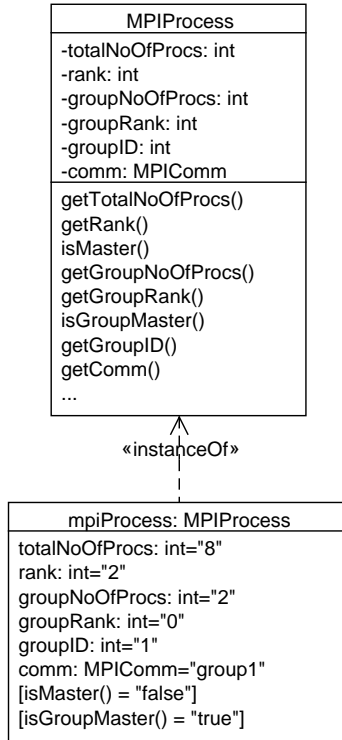 MPIProcess
-totalNoOfProcs: int
-rank: int
-groupNoOfProcs: int
-groupRank: int
-groupID: int
-comm: MPIComm
getTotalNoOfProcs()
getRank()
isMaster()
getGroupNoOfProcs()
getGroupRank()
isGroupMaster()
getGroupID()
getComm()
...
«instanceOf»
mpiProcess: MPIProcess
totalNoOfProcs: int="8"
rank: int="2"
groupNoOfProcs: int="2"
groupRank: int="0"
groupID: int="1"
comm: MPIComm="group1"
[isMaster() = "false"]
[isGroupMaster() = "true"]